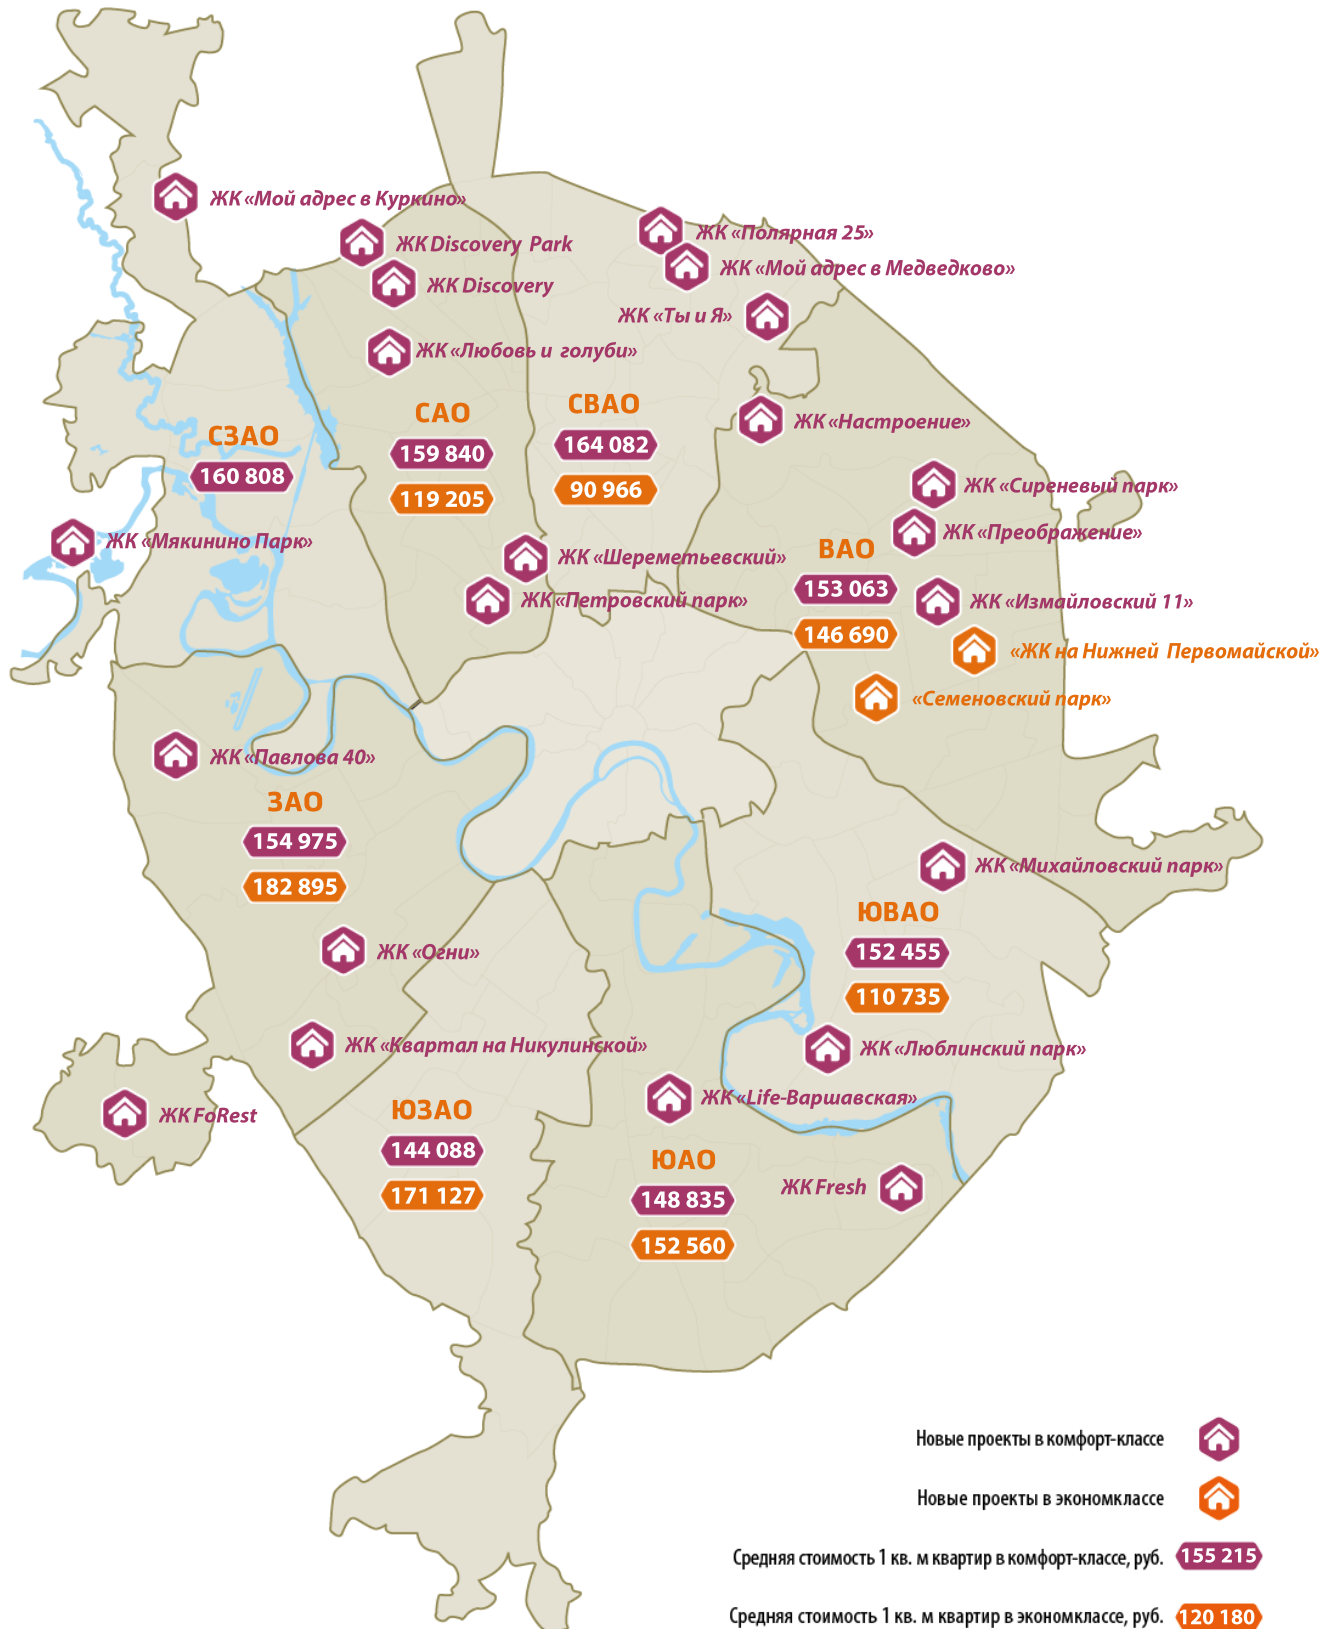 ЖК «Мой адрес в Куркино»
ЖК Discovery Park
ЖК Discovery
ЖК «Любовь и голуби»
ЖК «Полярная 25»
ЖК «Мой адрес в Медведково»
ЖК «Ты и Я»
ЖК «Настроение»
СЗАО
160 808
САО
159 840
119 205
СВАО
164 082
90 966
ЖК «Сиреневый парк»
ЖК «Преображение»
ЖК «Мякинино Парк»
ЖК «Шереметьевский»
ЖК «Петровский парк»
ВАО
153 063
146 690
ЖК «Измайловский 11»
«ЖК на Нижней Первомайской»
«Семеновский парк»
ЖК «Павлова 40»
ЗАО
154 975
182 895
ЖК «Михайловский парк»
ЮВАО
152 455
110 735
ЖК «Огни»
ЖК «Квартал на Никулинской»
ЖК «Люблинский парк»
ЖК FoRest
ЖК «Life-Варшавская»
ЮЗАО
144 088
171 127
ЮАО
148 835
152 560
ЖК Fresh
Новые проекты в комфорт-классе
Новые проекты в экономклассе
Средняя стоимость 1 кв. м квартир в комфорт-классе, руб. 155 215
Средняя стоимость 1 кв. м квартир в экономклассе, руб. 120 180